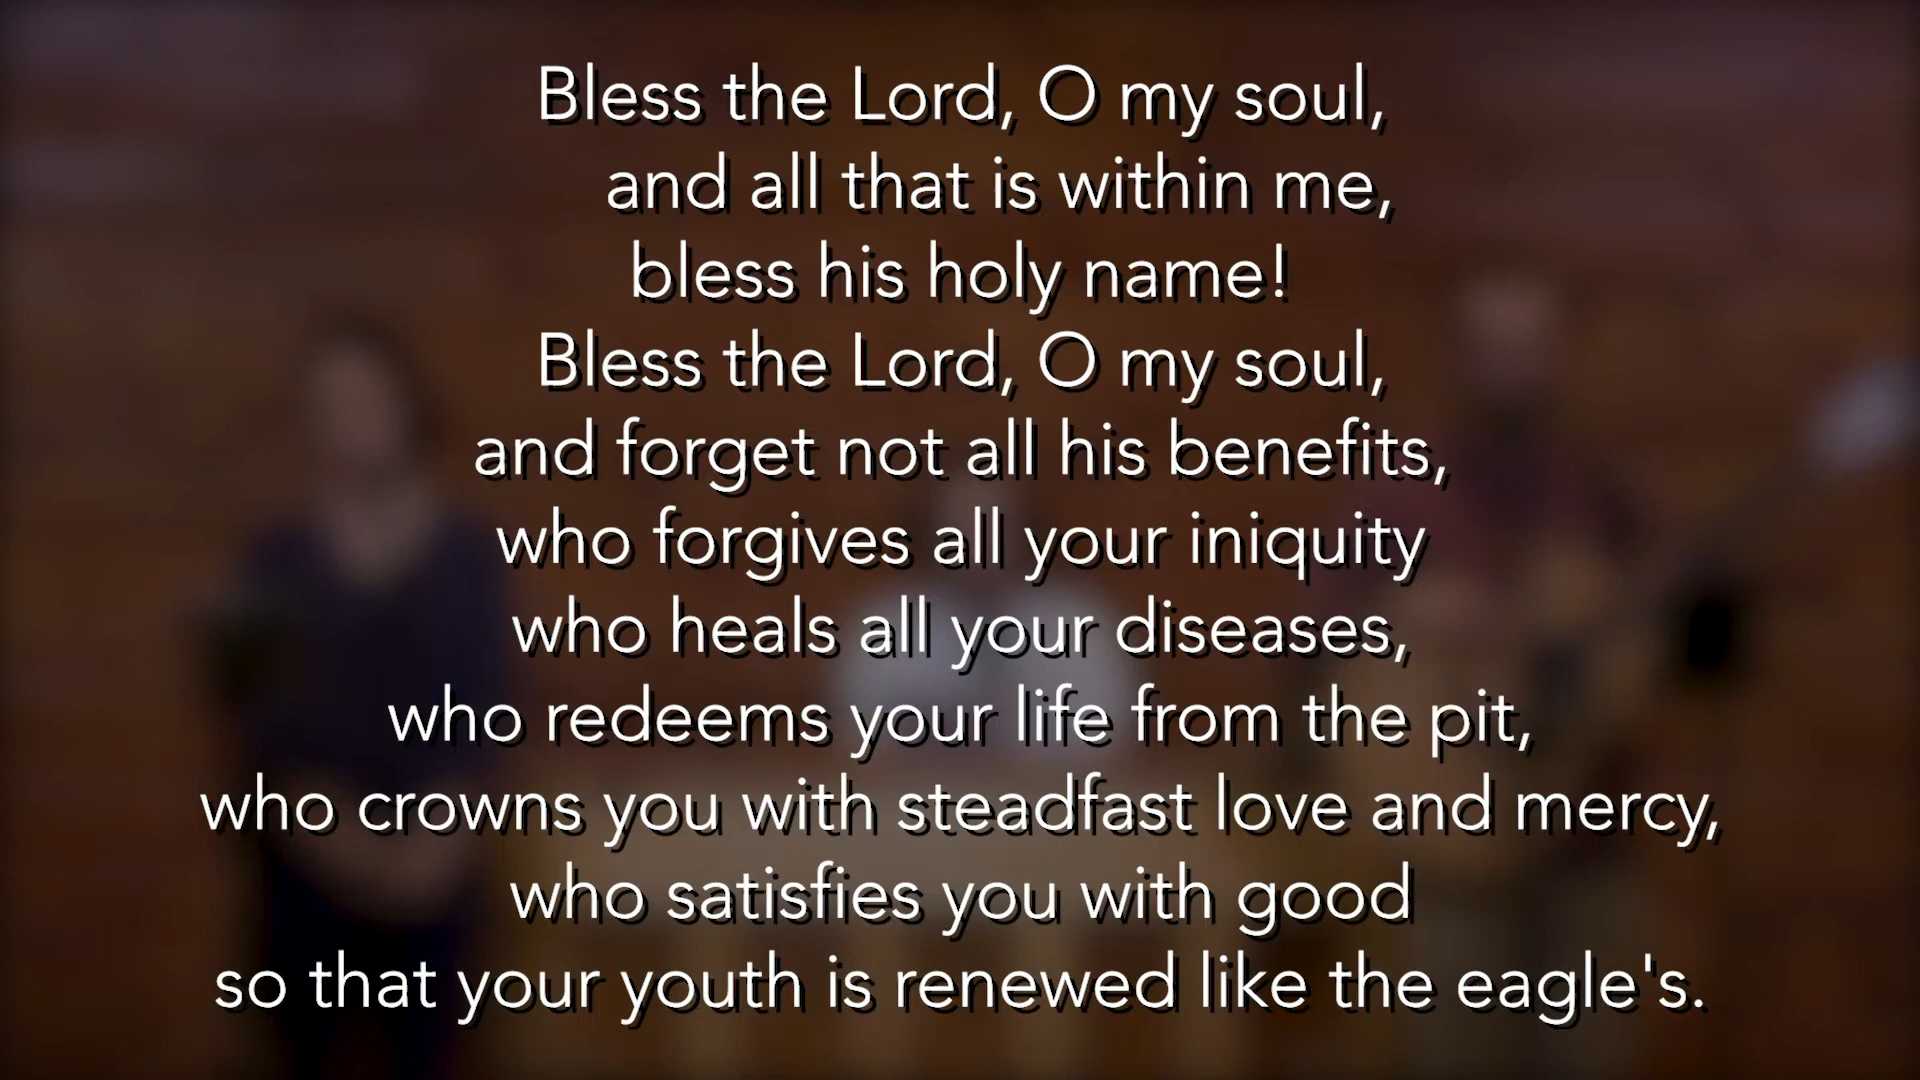 Bless the Lord, O my soul,
and all that is within me,
bless his holy name!
Bless the Lord, O my soul,
and forget not all his benefits,
who forgives all your iniquity
who heals all your diseases,
who redeems your life from the pit,
who crowns you with steadfast love and mercy,
who satisfies you with good
so that your youth is renewed like the eagle's.